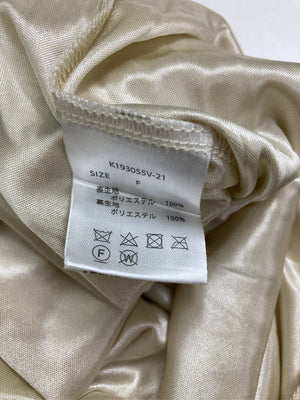 K193055V-21
SIZE F
表生地
ポリエステル 100%
裏生地
ポリエステル 100%
F W